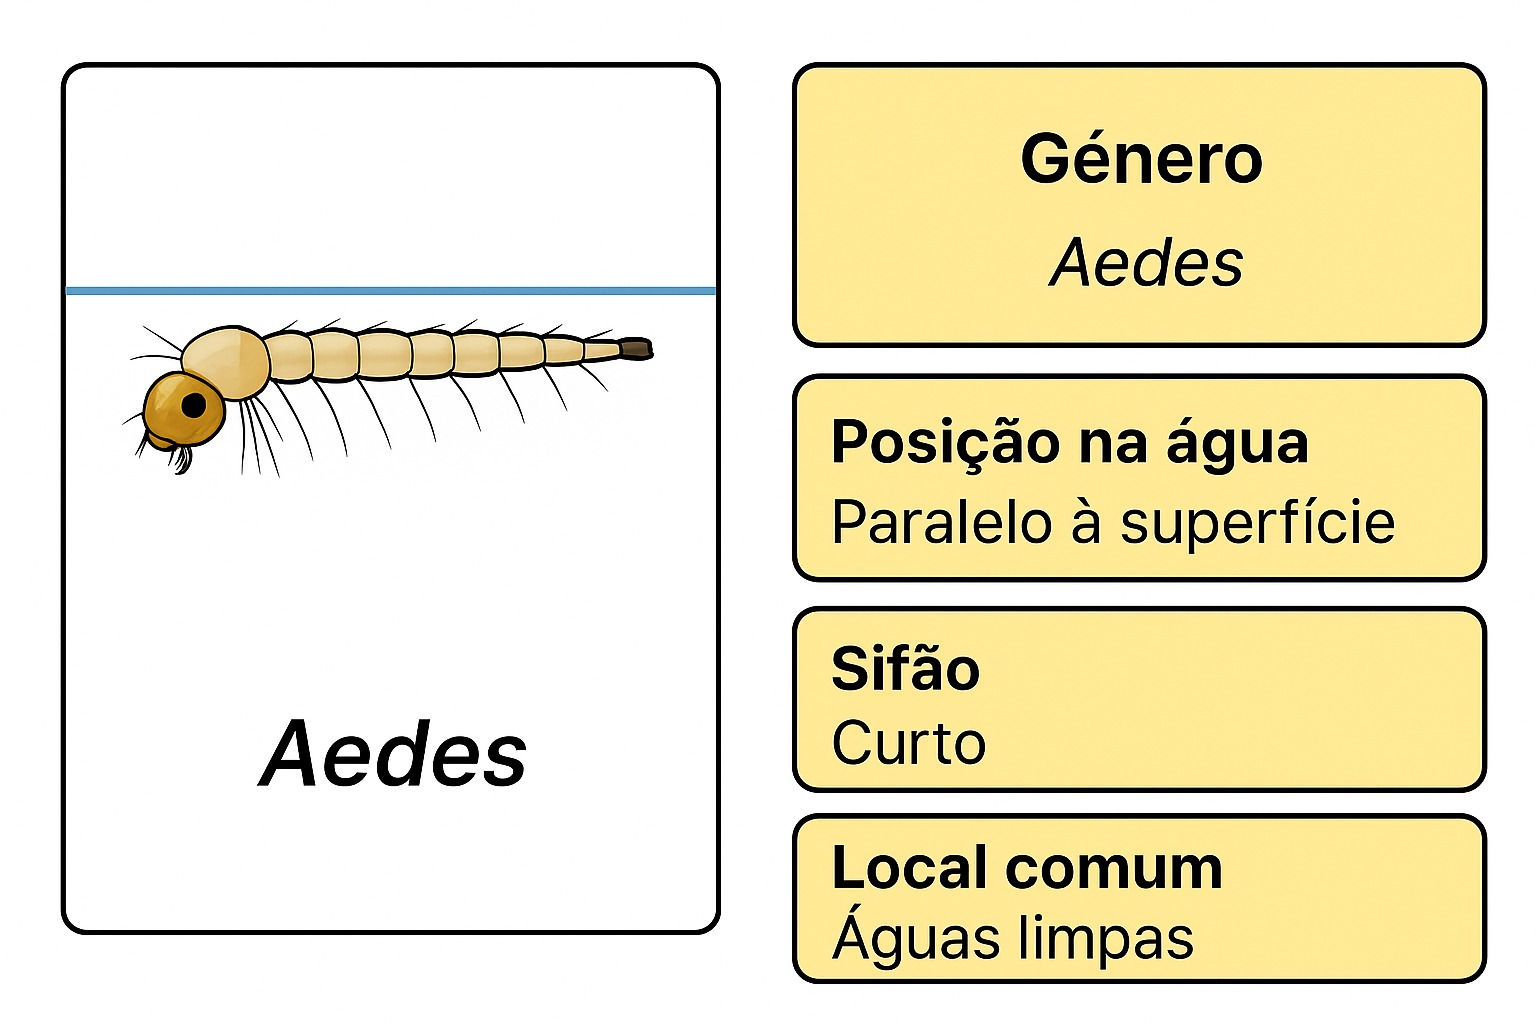 Aedes
Género
Aedes
Posição na água
Paralelo à superfície
Sifão
Curto
Local comum
Águas limpas